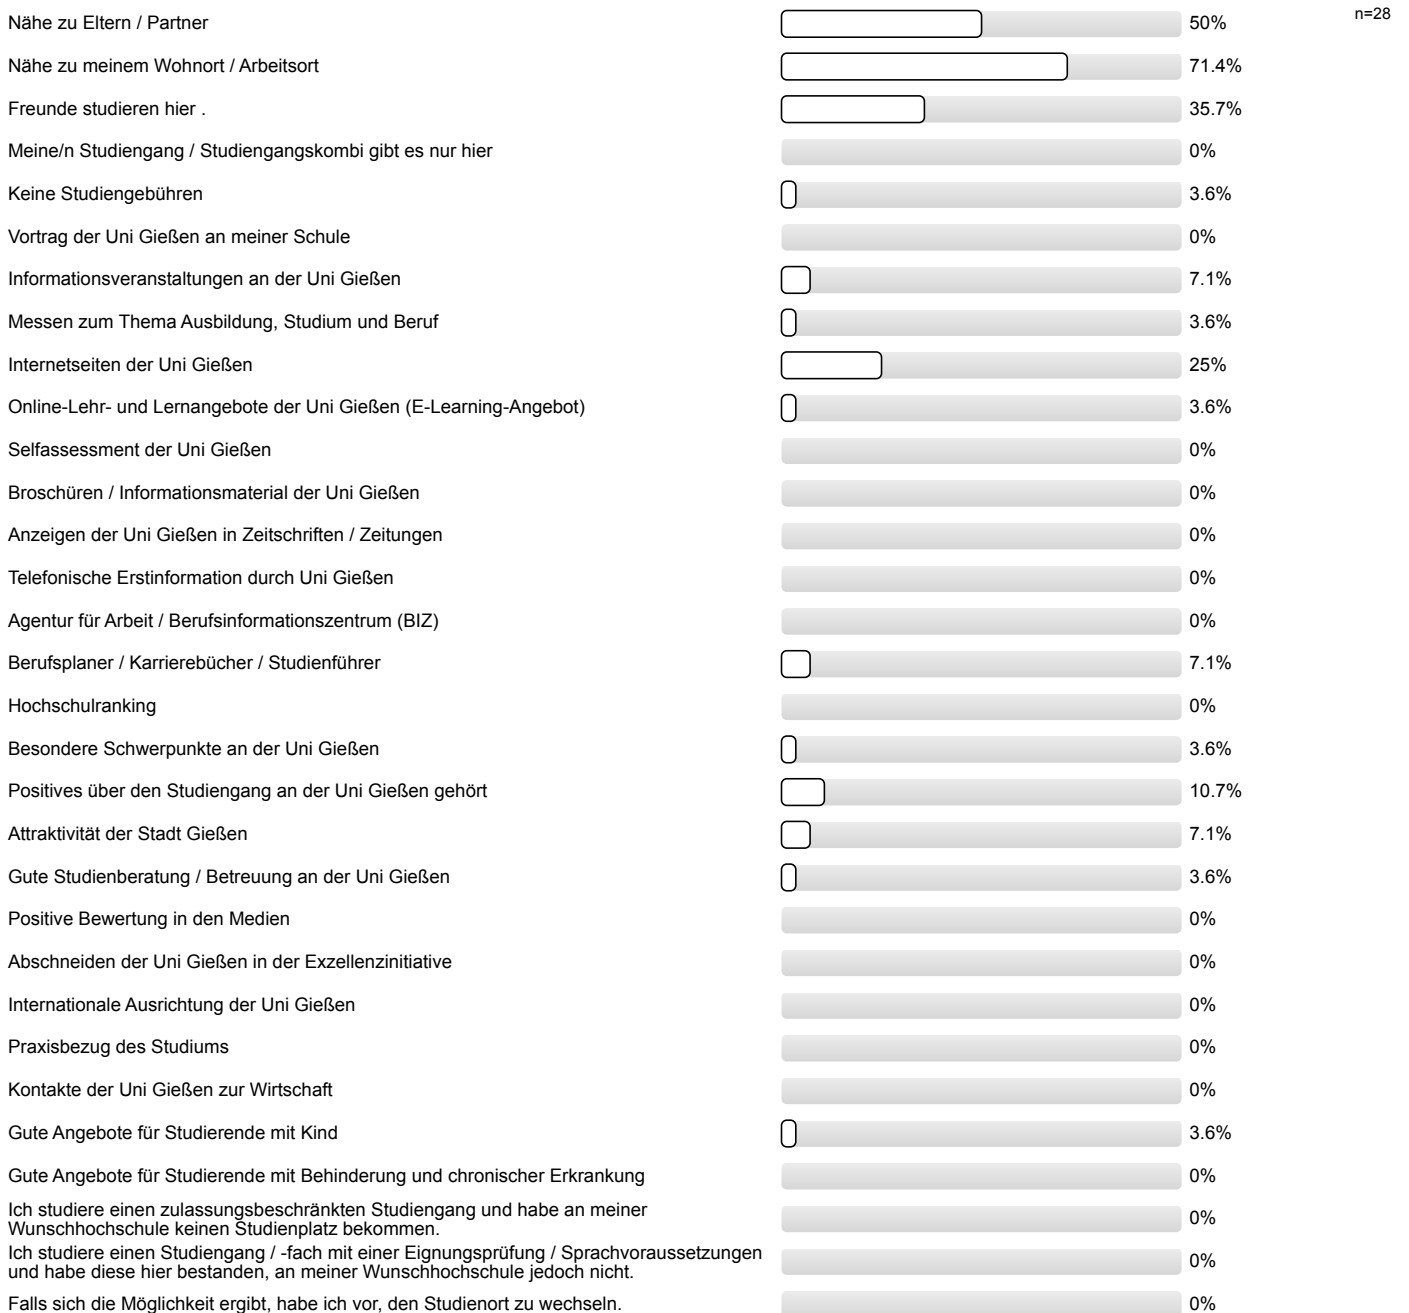 Nähe zu Eltern / Partner 50% n=28
Nähe zu meinem Wohnort / Arbeitsort 71.4%
Freunde studieren hier . 35.7%
Meine/n Studiengang / Studiengangskombi gibt es nur hier 0%
Keine Studiengebühren 3.6%
Vortrag der Uni Gießen an meiner Schule 0%
Informationsveranstaltungen an der Uni Gießen 7.1%
Messen zum Thema Ausbildung, Studium und Beruf 3.6%
Internetseiten der Uni Gießen 25%
Online-Lehr- und Lernangebote der Uni Gießen (E-Learning-Angebot) 3.6%
Selfassessment der Uni Gießen 0%
Broschüren / Informationsmaterial der Uni Gießen 0%
Anzeigen der Uni Gießen in Zeitschriften / Zeitungen 0%
Telefonische Erstinformation durch Uni Gießen 0%
Agentur für Arbeit / Berufsinformationszentrum (BIZ) 0%
Berufsplaner / Karrierebücher / Studienführer 7.1%
Hochschulranking 0%
Besondere Schwerpunkte an der Uni Gießen 3.6%
Positives über den Studiengang an der Uni Gießen gehört 10.7%
Attraktivität der Stadt Gießen 7.1%
Gute Studienberatung / Betreuung an der Uni Gießen 3.6%
Positive Bewertung in den Medien 0%
Abschneiden der Uni Gießen in der Exzellenzinitiative 0%
Internationale Ausrichtung der Uni Gießen 0%
Praxisbezug des Studiums 0%
Kontakte der Uni Gießen zur Wirtschaft 0%
Gute Angebote für Studierende mit Kind 3.6%
Gute Angebote für Studierende mit Behinderung und chronischer Erkrankung 0%
Ich studiere einen zulassungsbeschränkten Studiengang und habe an meiner
Wunschhochschule keinen Studienplatz bekommen. 0%
Ich studiere einen Studiengang / -fach mit einer Eignungsprüfung / Sprachvoraussetzungen
und habe diese hier bestanden, an meiner Wunschhochschule jedoch nicht. 0%
Falls sich die Möglichkeit ergibt, habe ich vor, den Studienort zu wechseln. 0%